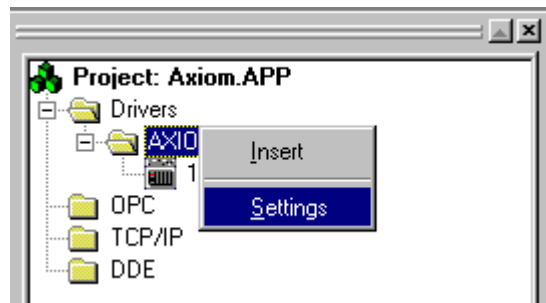 Project: Axiom.APP
Drivers
AXIO
Insert
1
OPC
Settings
TCP/IP
DDE